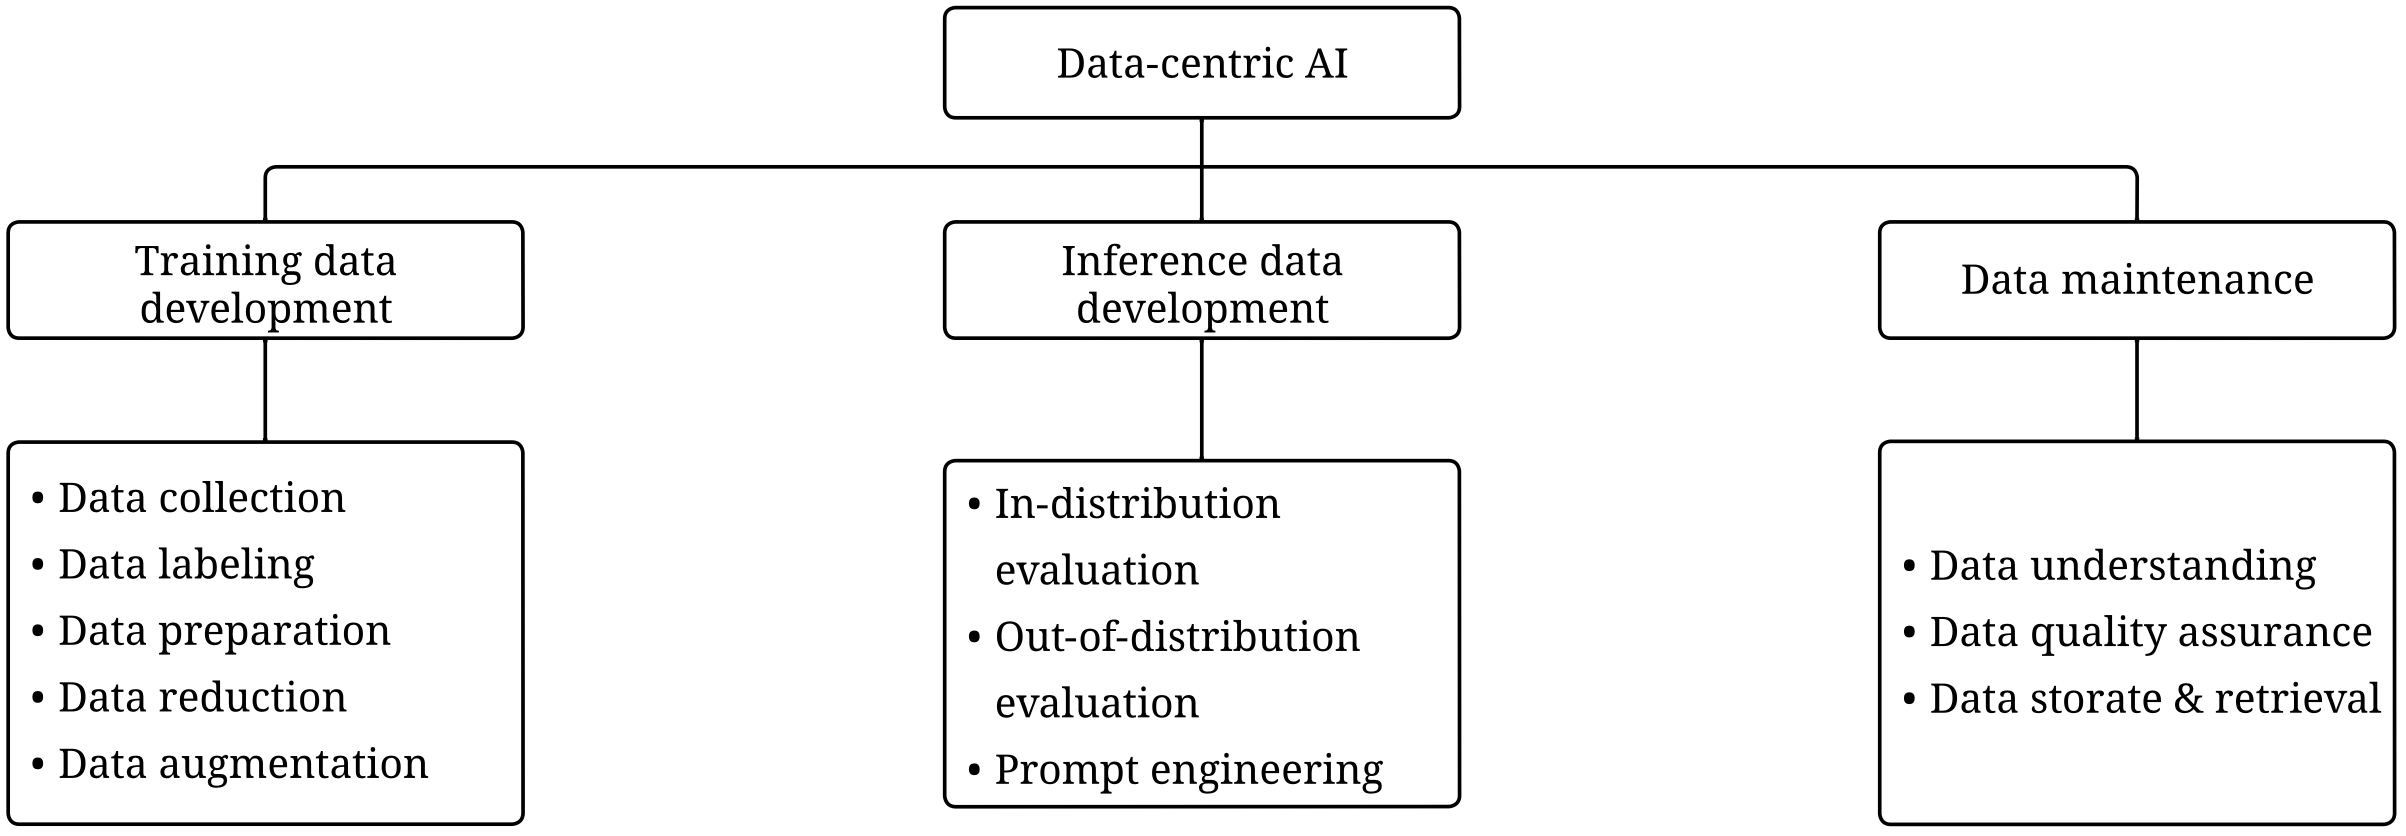 Data-centric AI
Training data
development
Inference data
development
Data maintenance
• Data collection
• Data labeling
• Data preparation
• Data reduction
• Data augmentation
• In-distribution
evaluation
• Out-of-distribution
evaluation
• Prompt engineering
• Data understanding
• Data quality assurance
• Data storate & retrieval